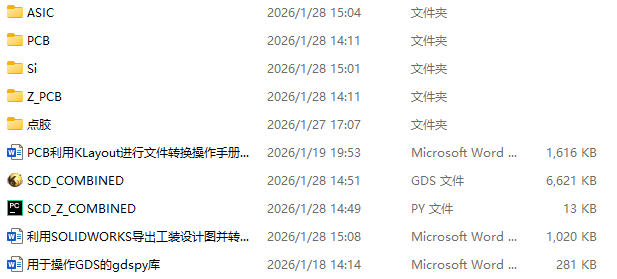 ASIC 2026/1/28 15:04 文件夹
PCB 2026/1/28 14:11 文件夹
Si 2026/1/28 15:01 文件夹
Z_PCB 2026/1/28 14:11 文件夹
点胶 2026/1/27 17:07 文件夹
PCB利用KLayout进行文件转换操作手册... 2026/1/19 19:53 Microsoft Word ... 1,616 KB
SCD_COMBINED 2026/1/28 14:51 GDS 文件 6,621 KB
PC SCD_Z_COMBINED 2026/1/28 14:49 PY 文件 13 KB
利用SOLIDWORKS导出工装设计图并转... 2026/1/28 15:08 Microsoft Word ... 1,020 KB
用于操作GDS的gdspy库 2026/1/18 14:14 Microsoft Word ... 281 KB